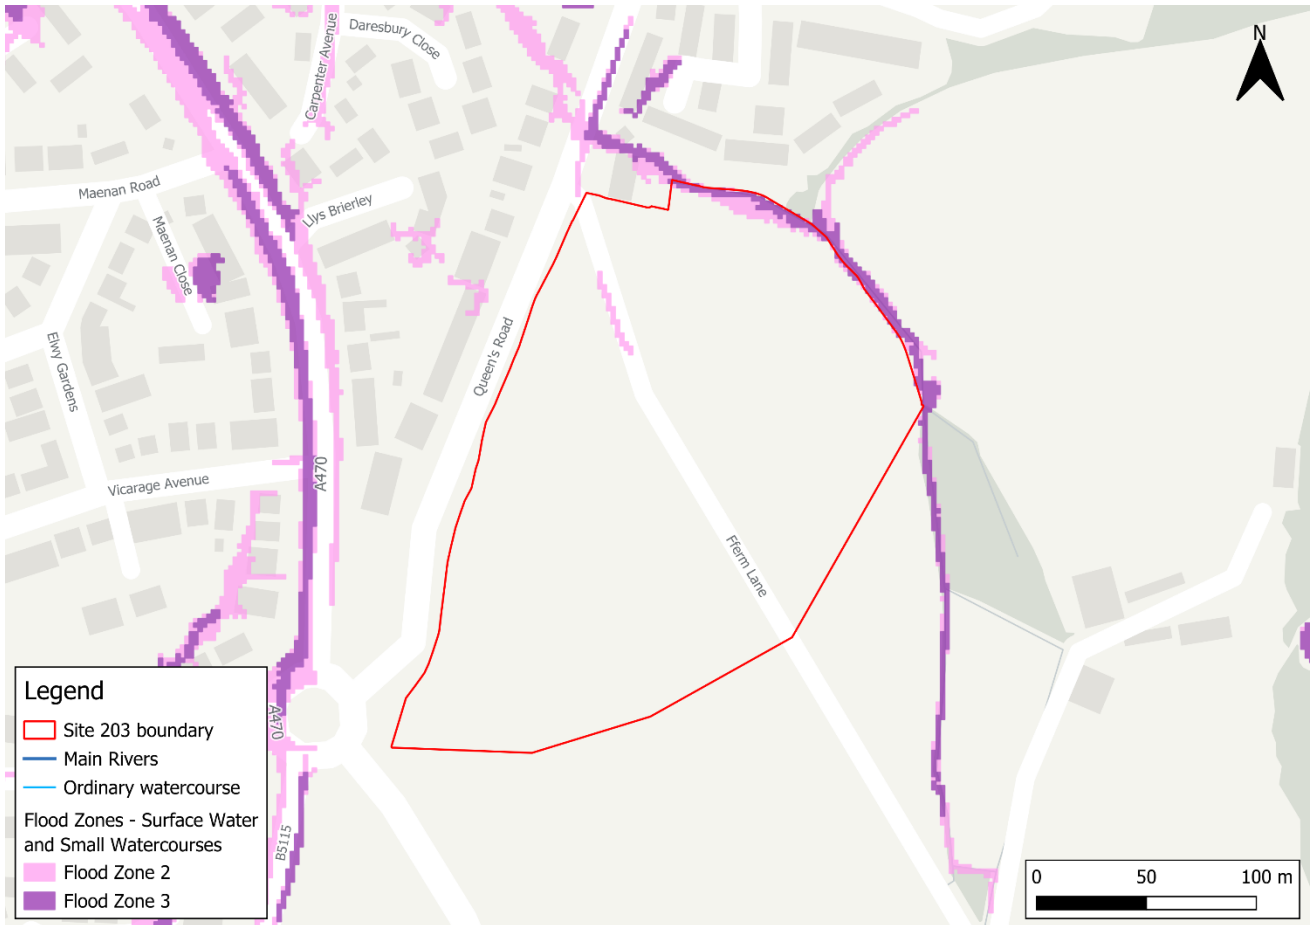 Daresbury Close
Carpenter Avenue
N
Maenan Road
Llys Brierley
Maenan Close
Elwy Gardens
Queen's Road
A470
Vicarage Avenue
Fferm Lane
A470
B5115
Legend
Site 203 boundary
Main Rivers
Ordinary watercourse
Flood Zones - Surface Water
and Small Watercourses
Flood Zone 2
Flood Zone 3
0 50 100 m